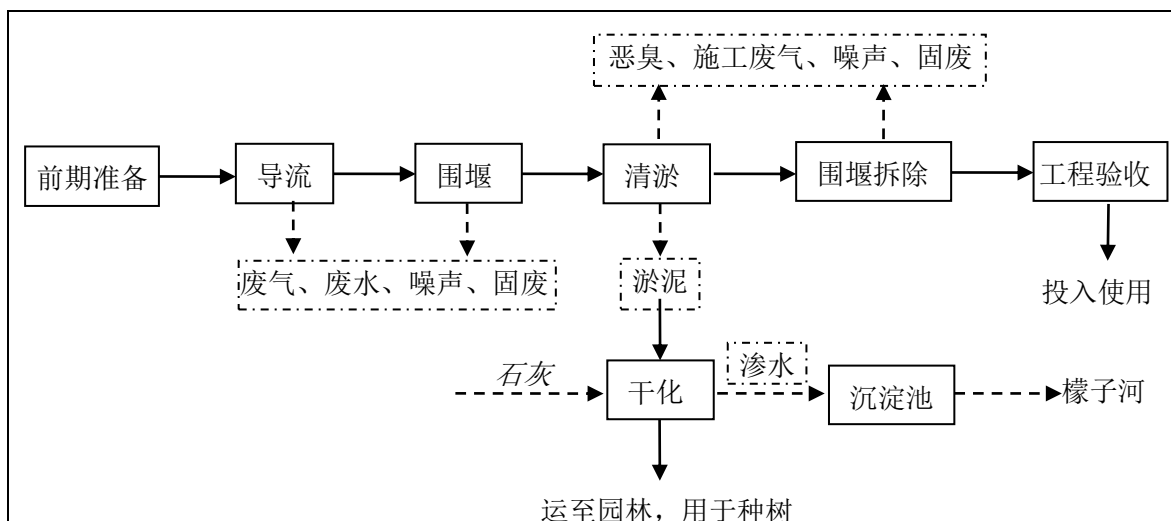 恶臭、施工废气、噪声、固废
前期准备
导流
围堰
清淤
围堰拆除
工程验收
废气、废水、噪声、固废
淤泥
投入使用
石灰
干化
渗水
沉淀池
檬子河
运至园林，用于种树